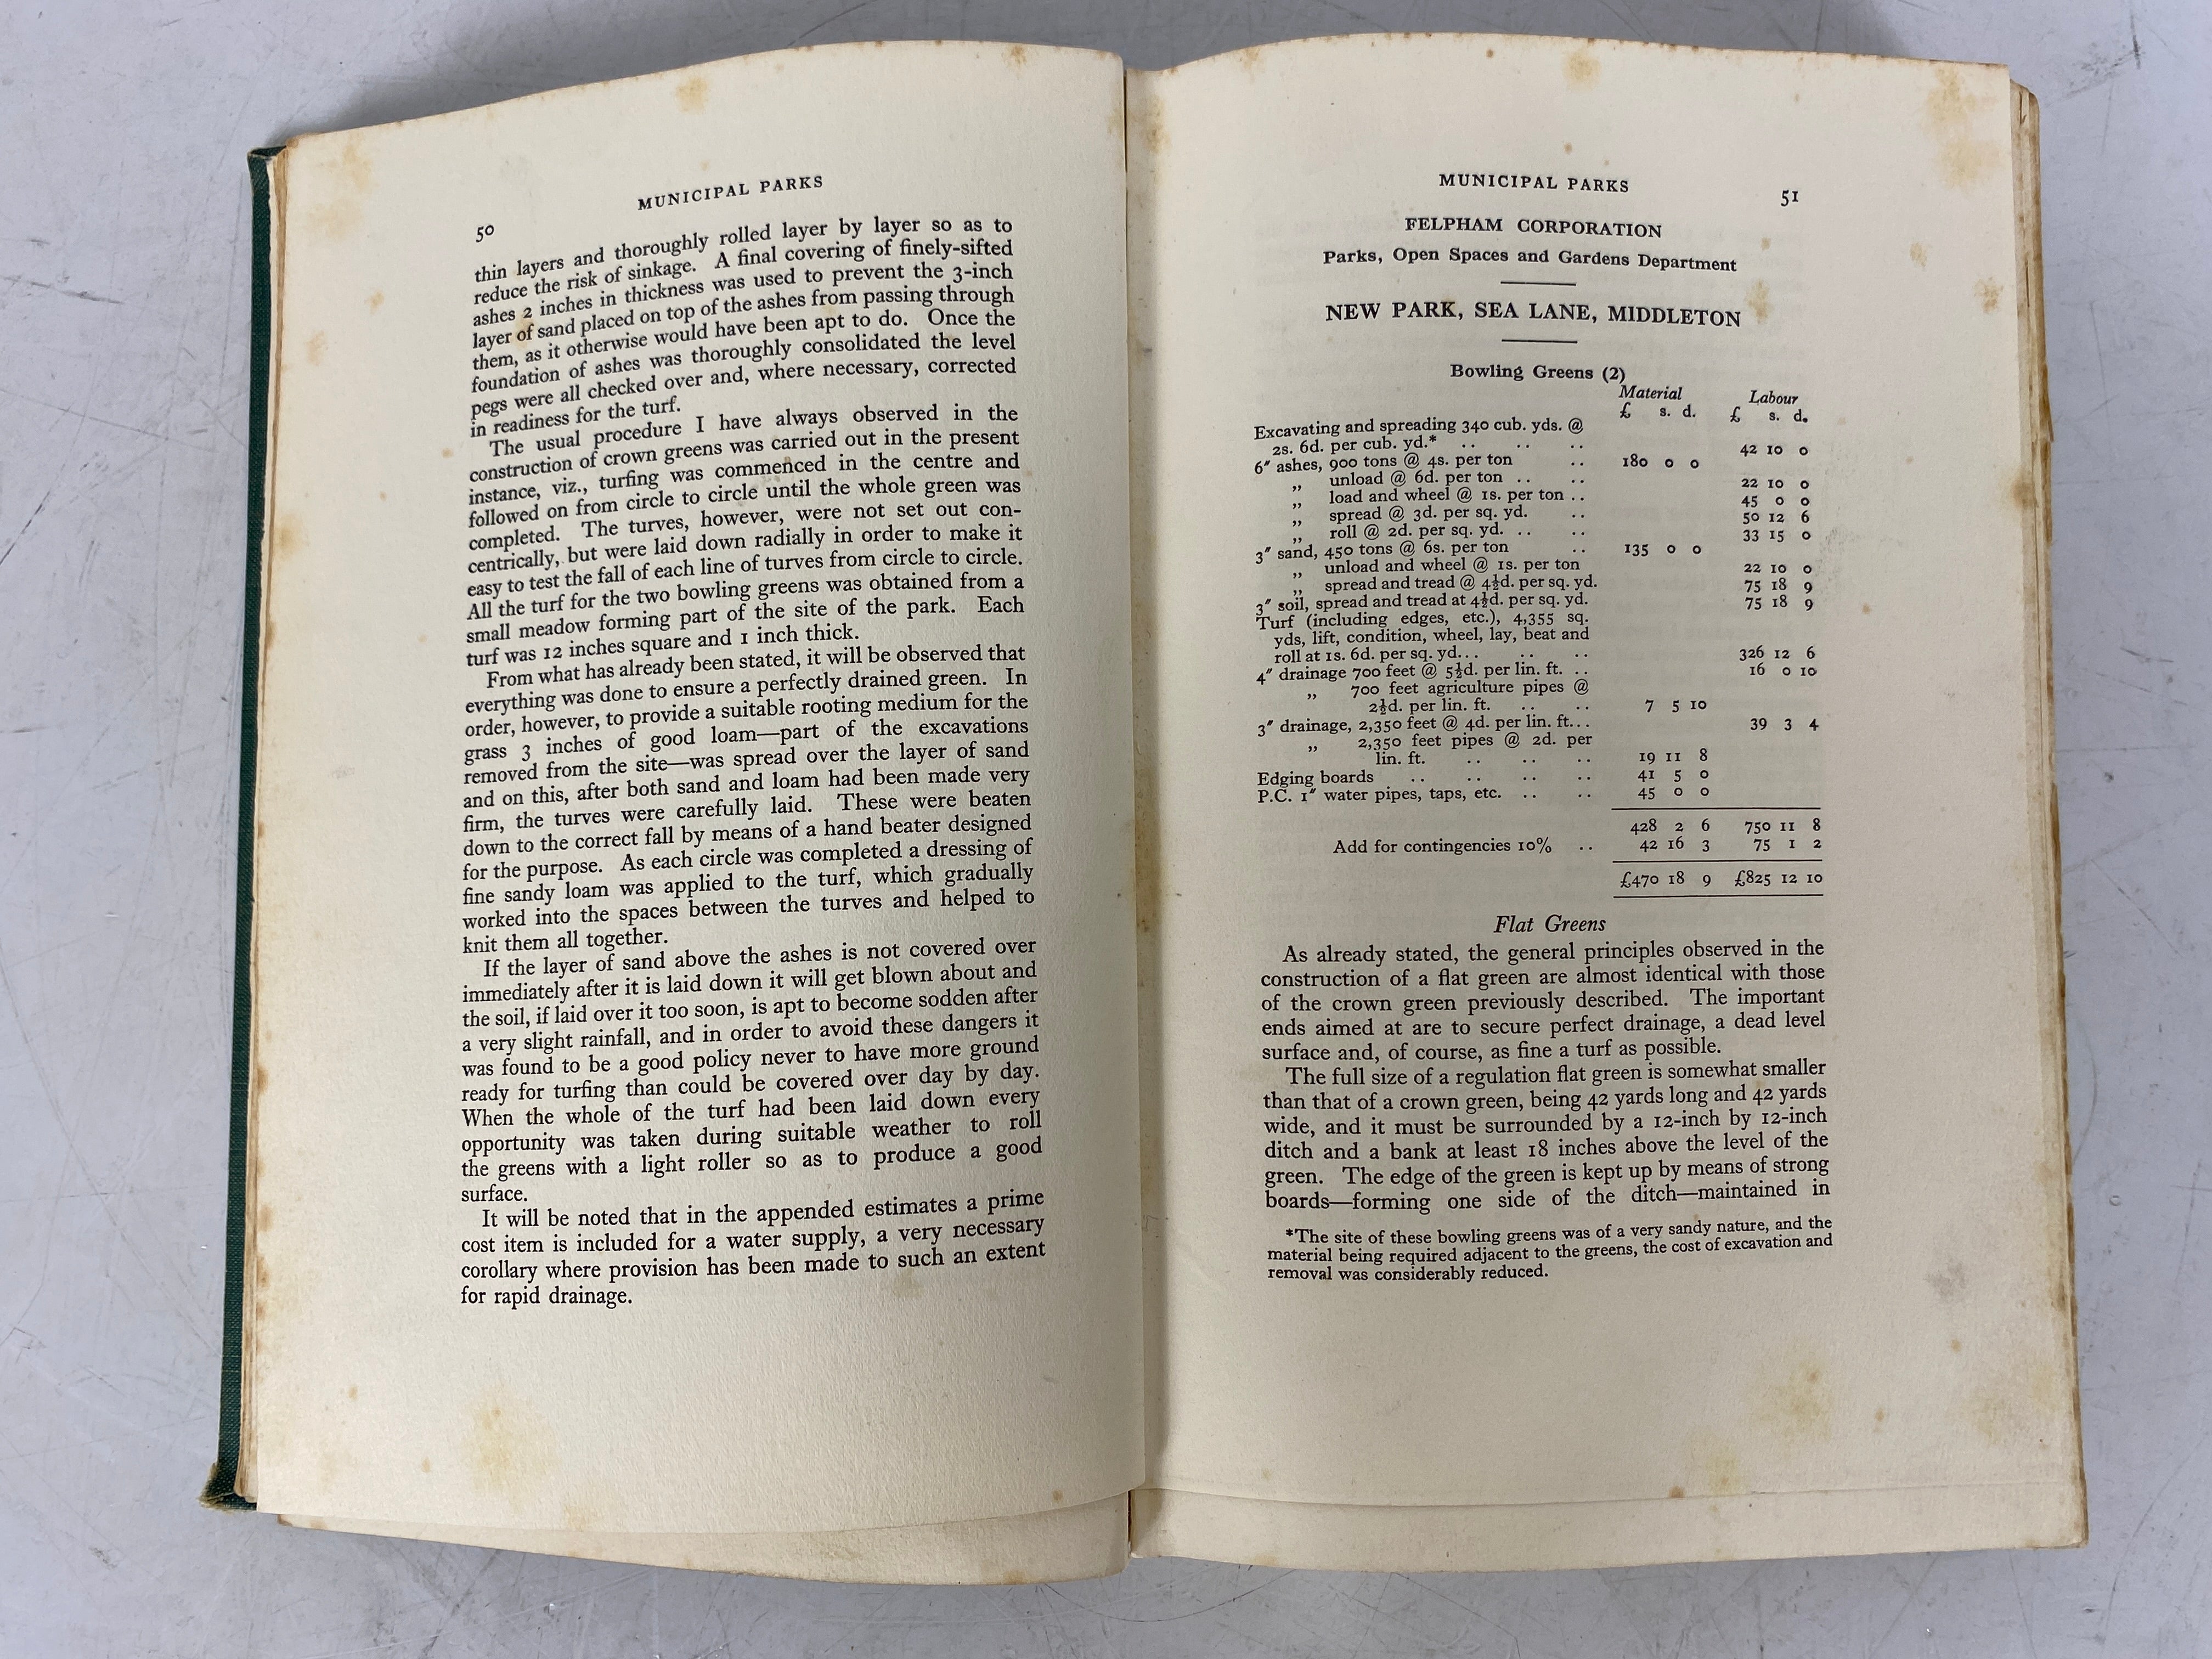 MUNICIPAL PARKS
50
thin layers and thoroughly rolled layer by layer so as to
reduce the risk of sinkage. A final covering of finely-sifted
ashes 2 inches in thickness was used to prevent the 3-inch
layer of sand placed on top of the ashes from passing through
them, as it otherwise would have been apt to do. Once the
foundation of ashes was thoroughly consolidated the level
pegs were all checked over and, where necessary, corrected
in readiness for the turf.
The usual procedure I have always observed in the
construction of crown greens was carried out in the present
instance, viz., turfing was commenced in the centre and
followed on from circle to circle until the whole green was
completed. The turves, however, were not set out con-
centrically, but were laid down radially in order to make it
easy to test the fall of each line of turves from circle to circle.
All the turf for the two bowling greens was obtained from a
small meadow forming part of the site of the park. Each
turf was 12 inches square and 1 inch thick.
From what has already been stated, it will be observed that
everything was done to ensure a perfectly drained green. In
order, however, to provide a suitable rooting medium for the
grass 3 inches of good loam—part of the excavations
removed from the site—was spread over the layer of sand
and on this, after both sand and loam had been made very
firm, the turves were carefully laid. These were beaten
down to the correct fall by means of a hand beater designed
for the purpose. As each circle was completed a dressing of
fine sandy loam was applied to the turf, which gradually
worked into the spaces between the turves and helped to
knit them all together.
If the layer of sand above the ashes is not covered over
immediately after it is laid down it will get blown about and
the soil, if laid over it too soon, is apt to become sodden after
a very slight rainfall, and in order to avoid these dangers it
was found to be a good policy never to have more ground
ready for turfing than could be covered over day by day.
When the whole of the turf had been laid down every
opportunity was taken during suitable weather to roll
the greens with a light roller so as to produce a good
surface.
It will be noted that in the appended estimates a prime
cost item is included for a water supply, a very necessary
corollary where provision has been made to such an extent
for rapid drainage.
MUNICIPAL PARKS 51
FELPHAM CORPORATION
Parks, Open Spaces and Gardens Department
NEW PARK, SEA LANE, MIDDLETON
Bowling Greens (2)
Material Labour
£ s. d. £ s. d.
Excavating and spreading 340 cub. yds. @
2s. 6d. per cub. yd.* .. .. .. 42 10 0
6″ ashes, 900 tons @ 4s. per ton .. 180 0 0
„ unload @ 6d. per ton .. .. 22 10 0
„ load and wheel @ 1s. per ton .. 45 0 0
„ spread @ 3d. per sq. yd. .. 50 12 6
„ roll @ 2d. per sq. yd. .. .. 33 15 0
3″ sand, 450 tons @ 6s. per ton .. 135 0 0
„ unload and wheel @ 1s. per ton 22 10 0
„ spread and tread @ 4½d. per sq. yd. 75 18 9
3″ soil, spread and tread at 4½d. per sq. yd. 75 18 9
Turf (including edges, etc.), 4,355 sq.
yds, lift, condition, wheel, lay, beat and
roll at 1s. 6d. per sq. yd... .. .. 326 12 6
4″ drainage 700 feet @ 5½d. per lin. ft. .. 16 0 10
„ 700 feet agriculture pipes @
2½d. per lin. ft. .. .. 7 5 10
3″ drainage, 2,350 feet @ 4d. per lin. ft... 39 3 4
„ 2,350 feet pipes @ 2d. per
lin. ft. .. .. .. 19 11 8
Edging boards .. .. .. .. 41 5 0
P.C. 1″ water pipes, taps, etc. .. .. 45 0 0
428 2 6 750 11 8
Add for contingencies 10% .. 42 16 3 75 1 2
£470 18 9 £825 12 10
Flat Greens
As already stated, the general principles observed in the
construction of a flat green are almost identical with those
of the crown green previously described. The important
ends aimed at are to secure perfect drainage, a dead level
surface and, of course, as fine a turf as possible.
The full size of a regulation flat green is somewhat smaller
than that of a crown green, being 42 yards long and 42 yards
wide, and it must be surrounded by a 12-inch by 12-inch
ditch and a bank at least 18 inches above the level of the
green. The edge of the green is kept up by means of strong
boards—forming one side of the ditch—maintained in
*The site of these bowling greens was of a very sandy nature, and the
material being required adjacent to the greens, the cost of excavation and
removal was considerably reduced.